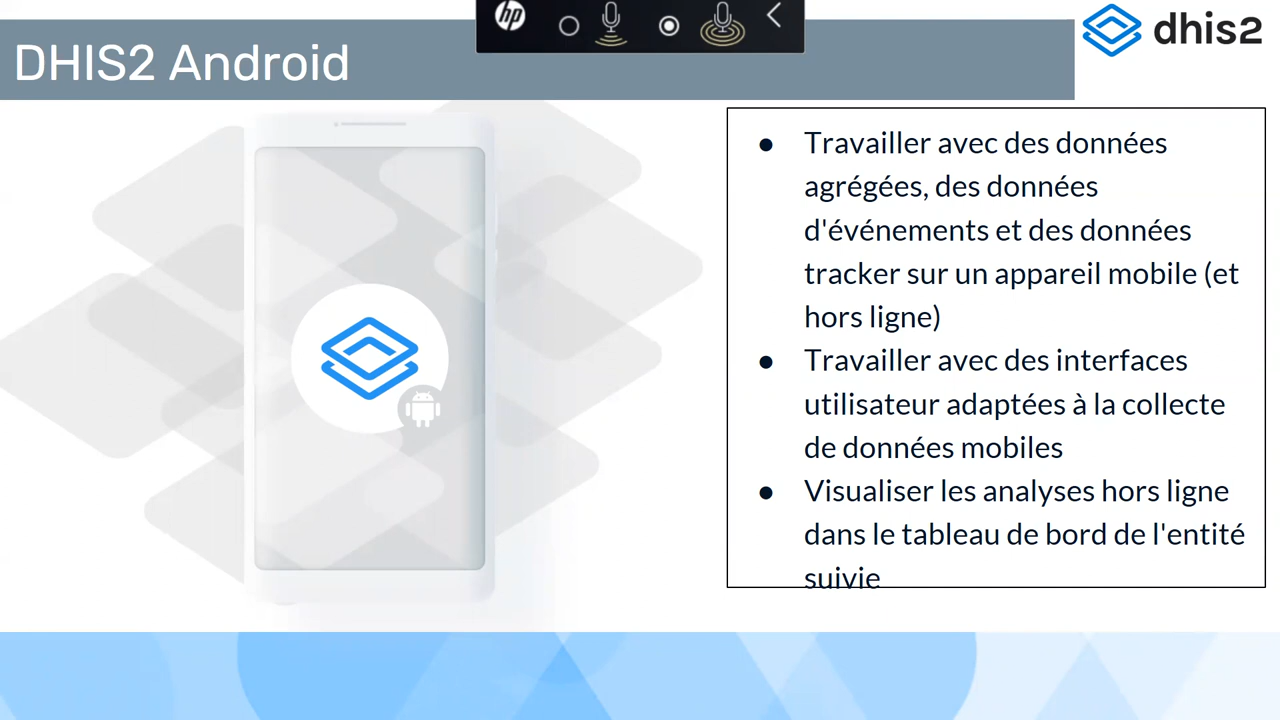 hp
DHIS2 Android
dhis2
● Travailler avec des données
agrégées, des données
d'événements et des données
tracker sur un appareil mobile (et
hors ligne)
● Travailler avec des interfaces
utilisateur adaptées à la collecte
de données mobiles
● Visualiser les analyses hors ligne
dans le tableau de bord de l'entité
suivie